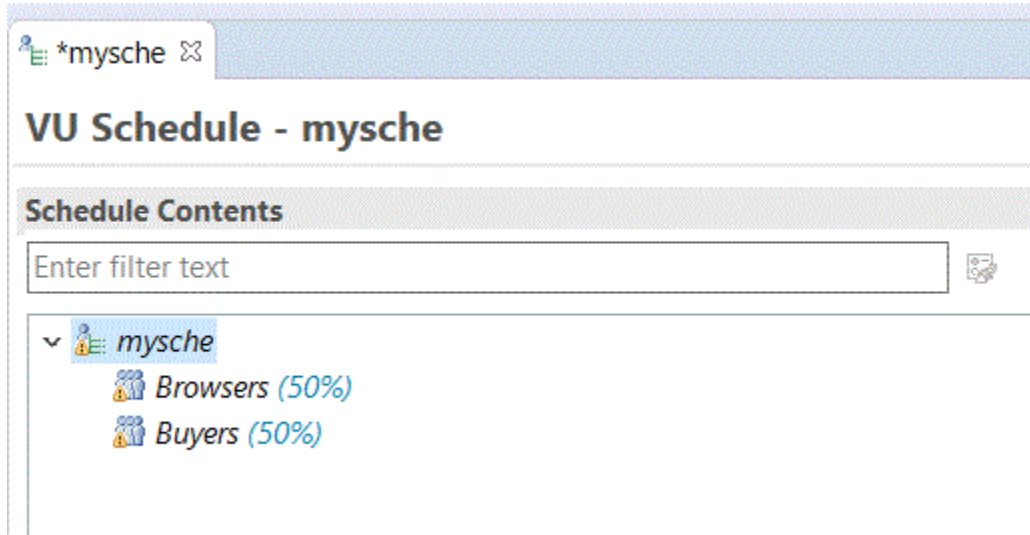 *mysche
VU Schedule - mysche
Schedule Contents
Enter filter text
mysche
Browsers (50%)
Buyers (50%)